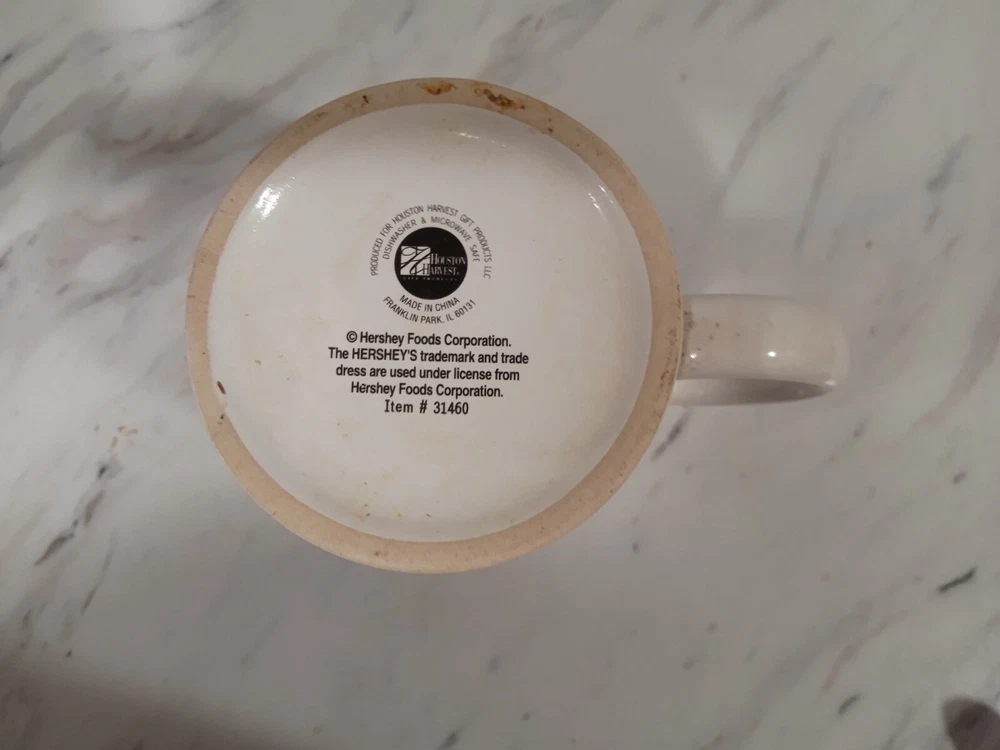 PRODUCED FOR HOUSTON HARVEST GIFT PRODUCTS LLC
DISHWASHER & MICROWAVE SAFE
HOUSTON
HARVEST
GIFT PRODUCTS
MADE IN CHINA
FRANKLIN PARK, IL 60131
© Hershey Foods Corporation.
The HERSHEY'S trademark and trade
dress are used under license from
Hershey Foods Corporation.
Item # 31460